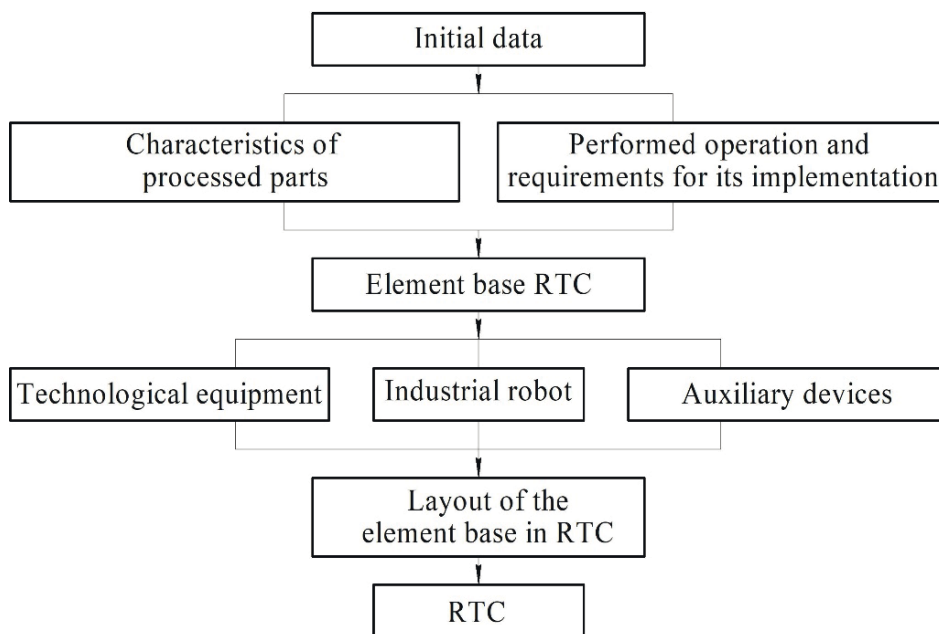 Initial data
Characteristics of
processed parts
Performed operation and
requirements for its implementation
Element base RTC
Technological equipment
Industrial robot
Auxiliary devices
Layout of the
element base in RTC
RTC